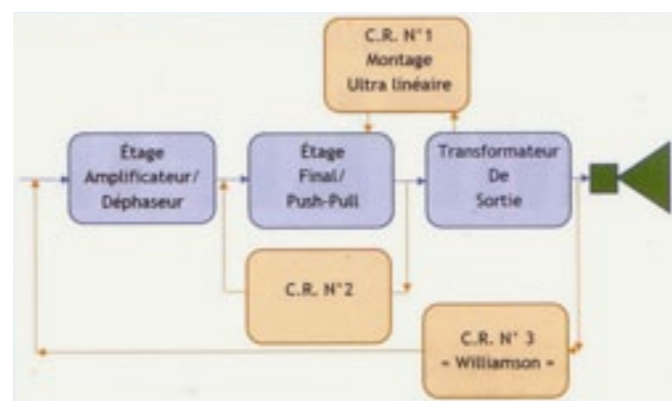 C.R. N°1
Montage
Ultra linéaire
Étage
Amplificateur/
Déphaseur
Étage
Final/
Push-Pull
Transformateur
De
Sortie
C.R. N°2
C.R. N° 3
« Williamson »